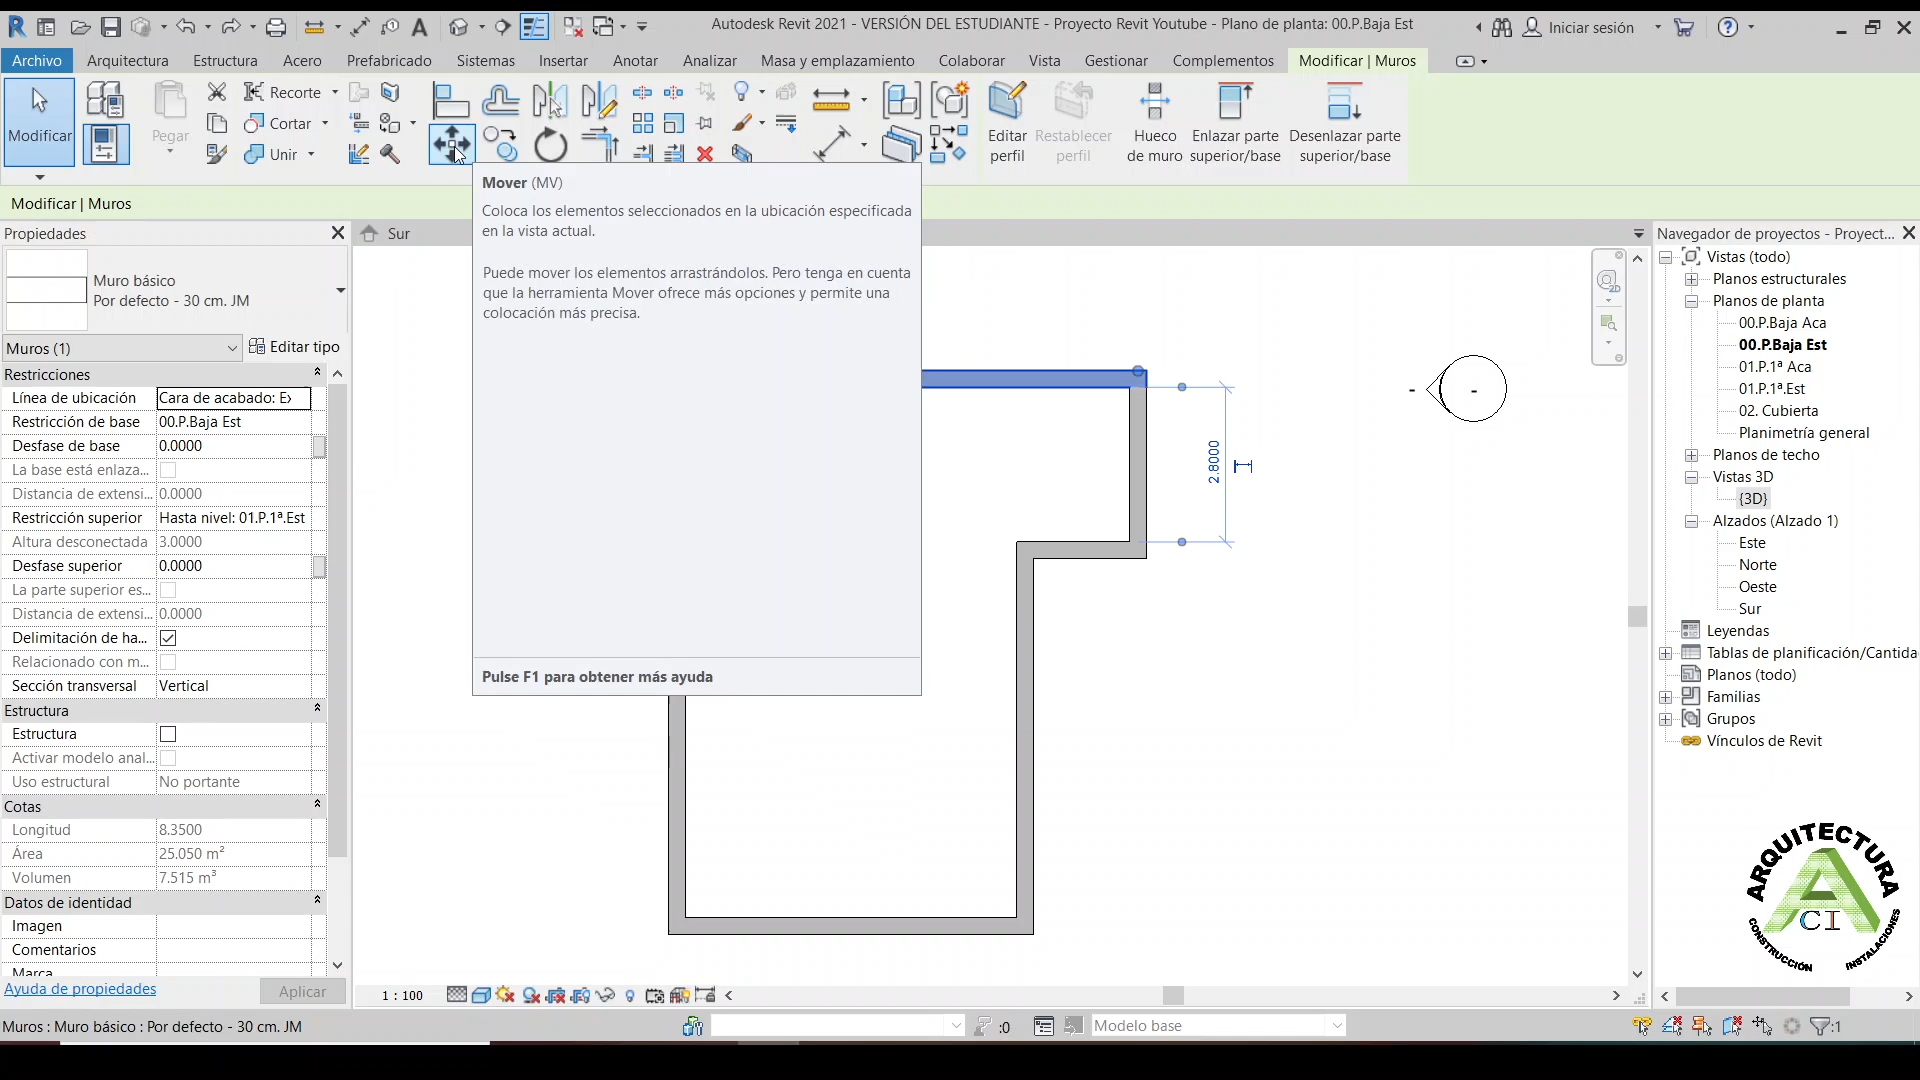 Autodesk Revit 2021 - VERSIÓN DEL ESTUDIANTE - Proyecto Revit Youtube - Plano de planta: 00.P.Baja Est
Iniciar sesión
Archivo Arquitectura Estructura Acero Prefabricado Sistemas Insertar Anotar Analizar Masa y emplazamiento Colaborar Vista Gestionar Complementos Modificar | Muros
Modificar
Pegar
Recorte
Cortar
Unir
Editar perfil
Restablecer perfil
Hueco de muro
Enlazar parte superior/base
Desenlazar parte superior/base
Modificar | Muros
Propiedades
Muro básico
Por defecto - 30 cm. JM
Muros (1)
Editar tipo
Restricciones
Línea de ubicación Cara de acabado: Ex
Restricción de base 00.P.Baja Est
Desfase de base 0.0000
La base está enlaza...
Distancia de extensi... 0.0000
Restricción superior Hasta nivel: 01.P.1ª.Est
Altura desconectada 3.0000
Desfase superior 0.0000
La parte superior es...
Distancia de extensi... 0.0000
Delimitación de ha...
Relacionado con m...
Sección transversal Vertical
Estructura
Estructura
Activar modelo anal...
Uso estructural No portante
Cotas
Longitud 8.3500
Área 25.050 m²
Volumen 7.515 m³
Datos de identidad
Imagen
Comentarios
Marca
Ayuda de propiedades
Aplicar
Sur
Mover (MV)
Coloca los elementos seleccionados en la ubicación especificada
en la vista actual.
Puede mover los elementos arrastrándolos. Pero tenga en cuenta
que la herramienta Mover ofrece más opciones y permite una
colocación más precisa.
Pulse F1 para obtener más ayuda
2.8000
- -
2D
1 : 100
Navegador de proyectos - Proyect...
Vistas (todo)
Planos estructurales
Planos de planta
00.P.Baja Aca
00.P.Baja Est
01.P.1ª Aca
01.P.1ª.Est
02. Cubierta
Planimetría general
Planos de techo
Vistas 3D
{3D}
Alzados (Alzado 1)
Este
Norte
Oeste
Sur
Leyendas
Tablas de planificación/Cantida
Planos (todo)
Familias
Grupos
Vínculos de Revit
ARQUITECTURA
CI
CONSTRUCCIÓN
INSTALACIONES
Muros : Muro básico : Por defecto - 30 cm. JM
:0
Modelo base
:1